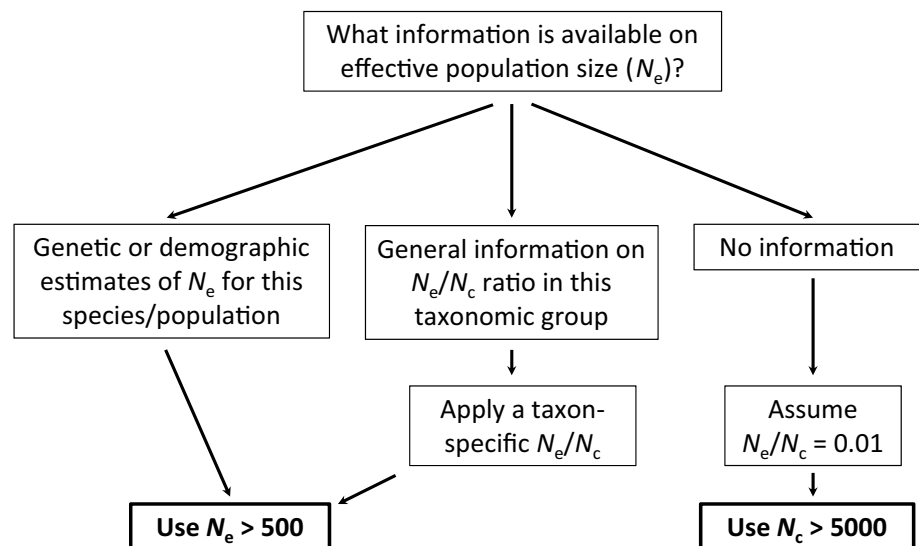 What information is available on
effective population size (Ne)?
Genetic or demographic
estimates of Ne for this
species/population
General information on
Ne/Nc ratio in this
taxonomic group
No information
Apply a taxon-
specific Ne/Nc
Assume
Ne/Nc = 0.01
Use Ne > 500
Use Nc > 5000